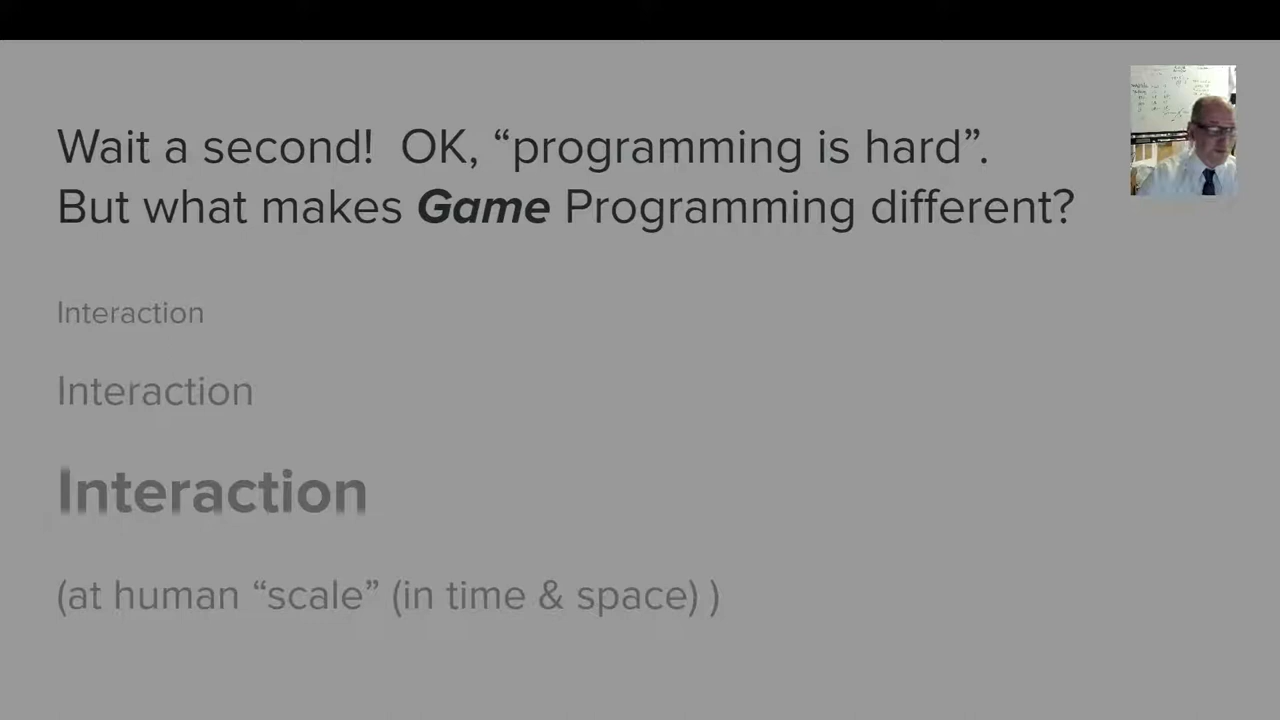 Wait a second!  OK, “programming is hard”.
But what makes Game Programming different?
Interaction
Interaction
Interaction
(at human “scale” (in time & space) )